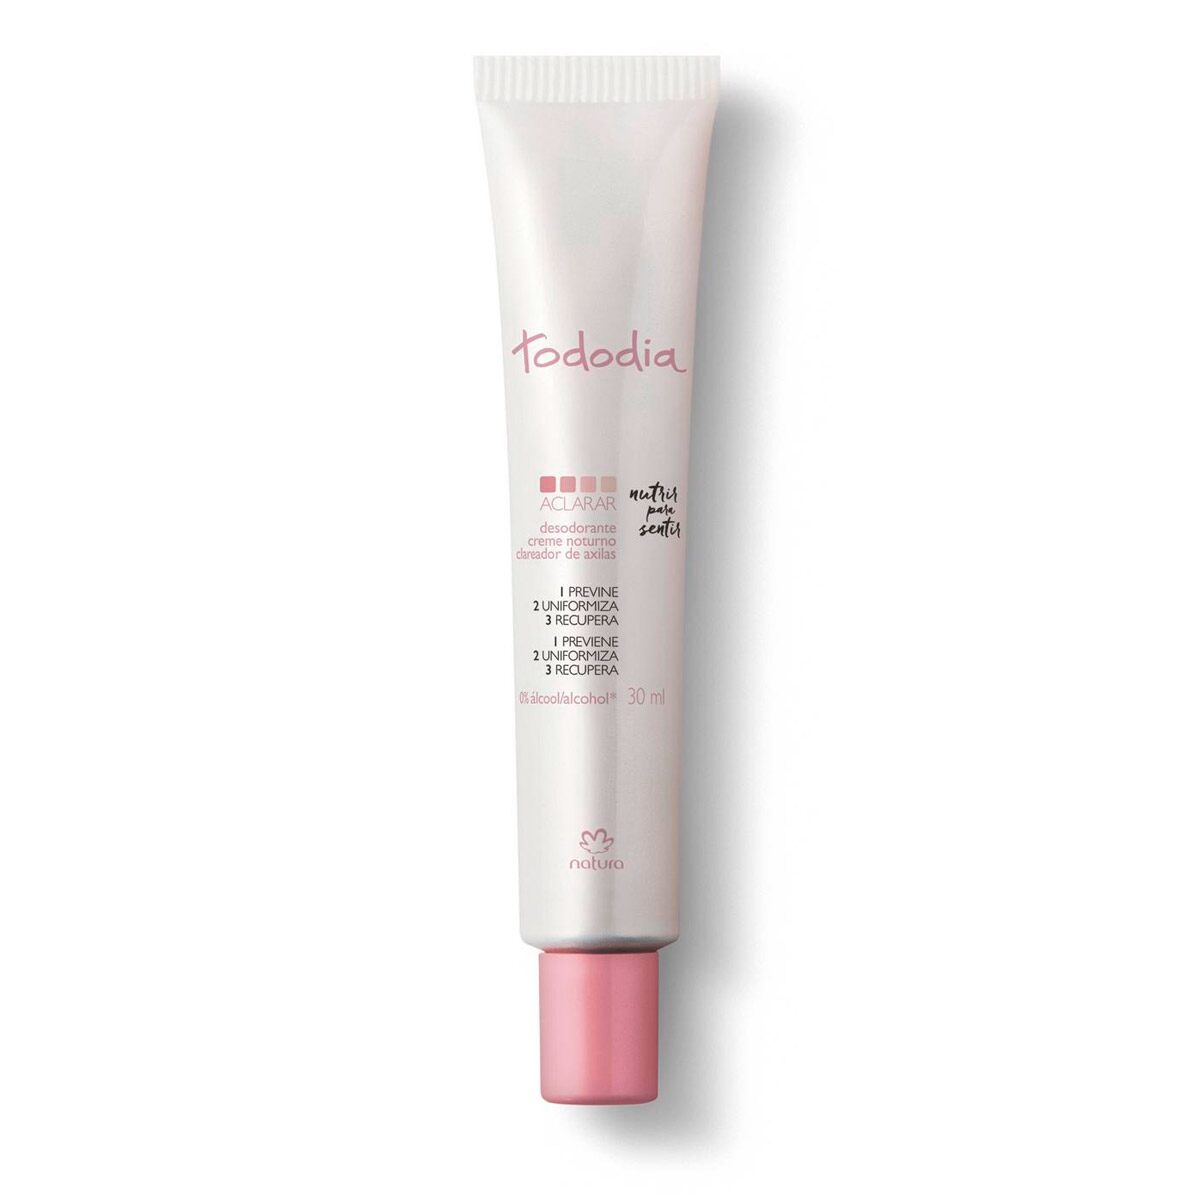 tododia
ACLARAR
desodorante
creme noturno
clareador de axilas
nutrir
para
sentir
1 PREVINE
2 UNIFORMIZA
3 RECUPERA
1 PREVIENE
2 UNIFORMIZA
3 RECUPERA
0% álcool/alcohol* 30 ml
natura